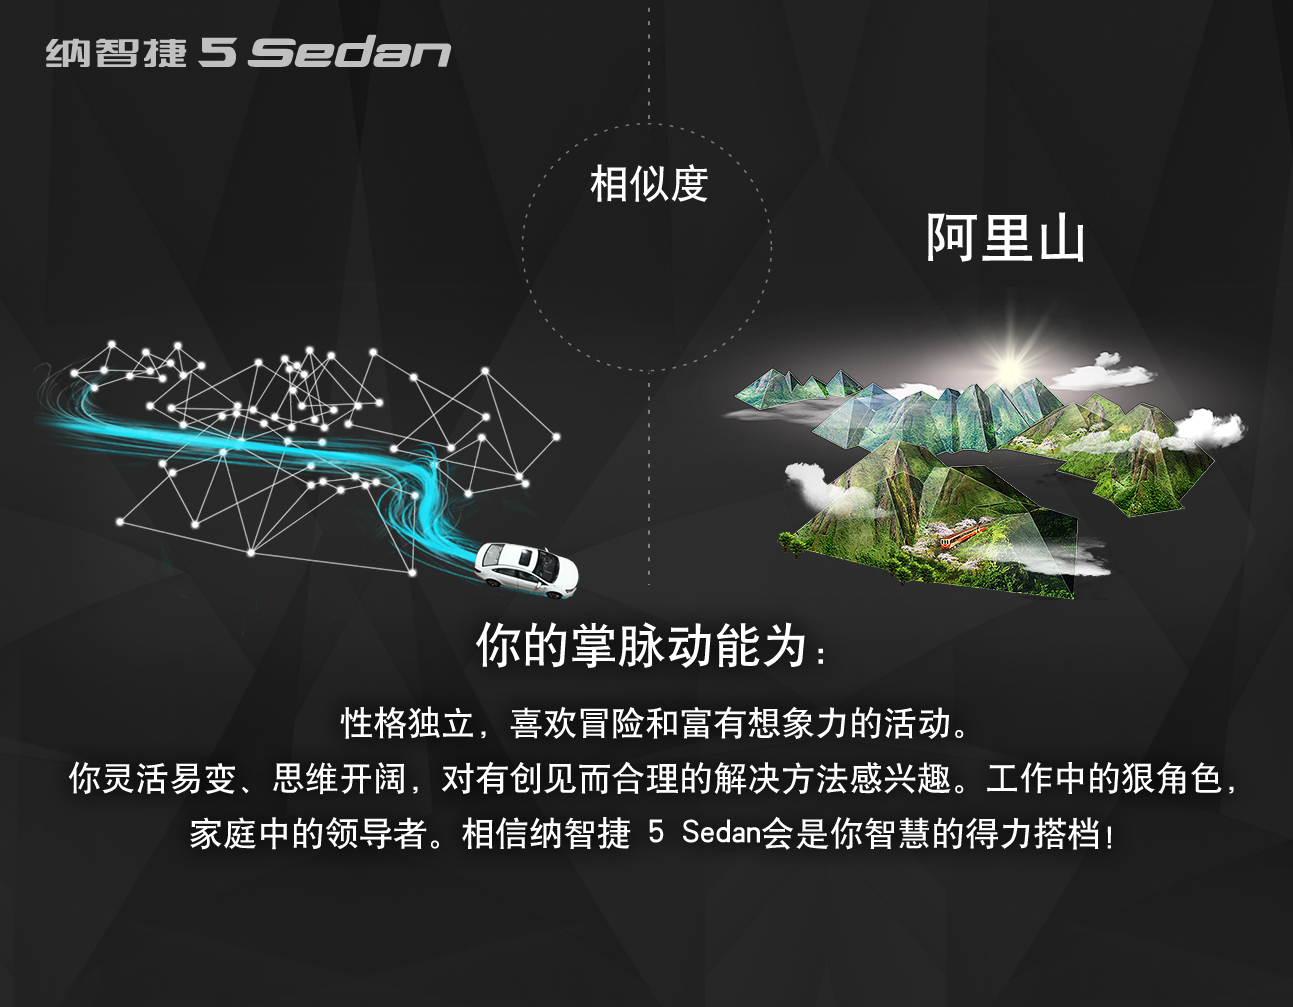 纳智捷 5 Sedan
相似度
阿里山
你的掌脉动能为：
性格独立，喜欢冒险和富有想象力的活动。
你灵活易变、思维开阔，对有创见而合理的解决方法感兴趣。工作中的狠角色，
家庭中的领导者。相信纳智捷 5 Sedan会是你智慧的得力搭档！